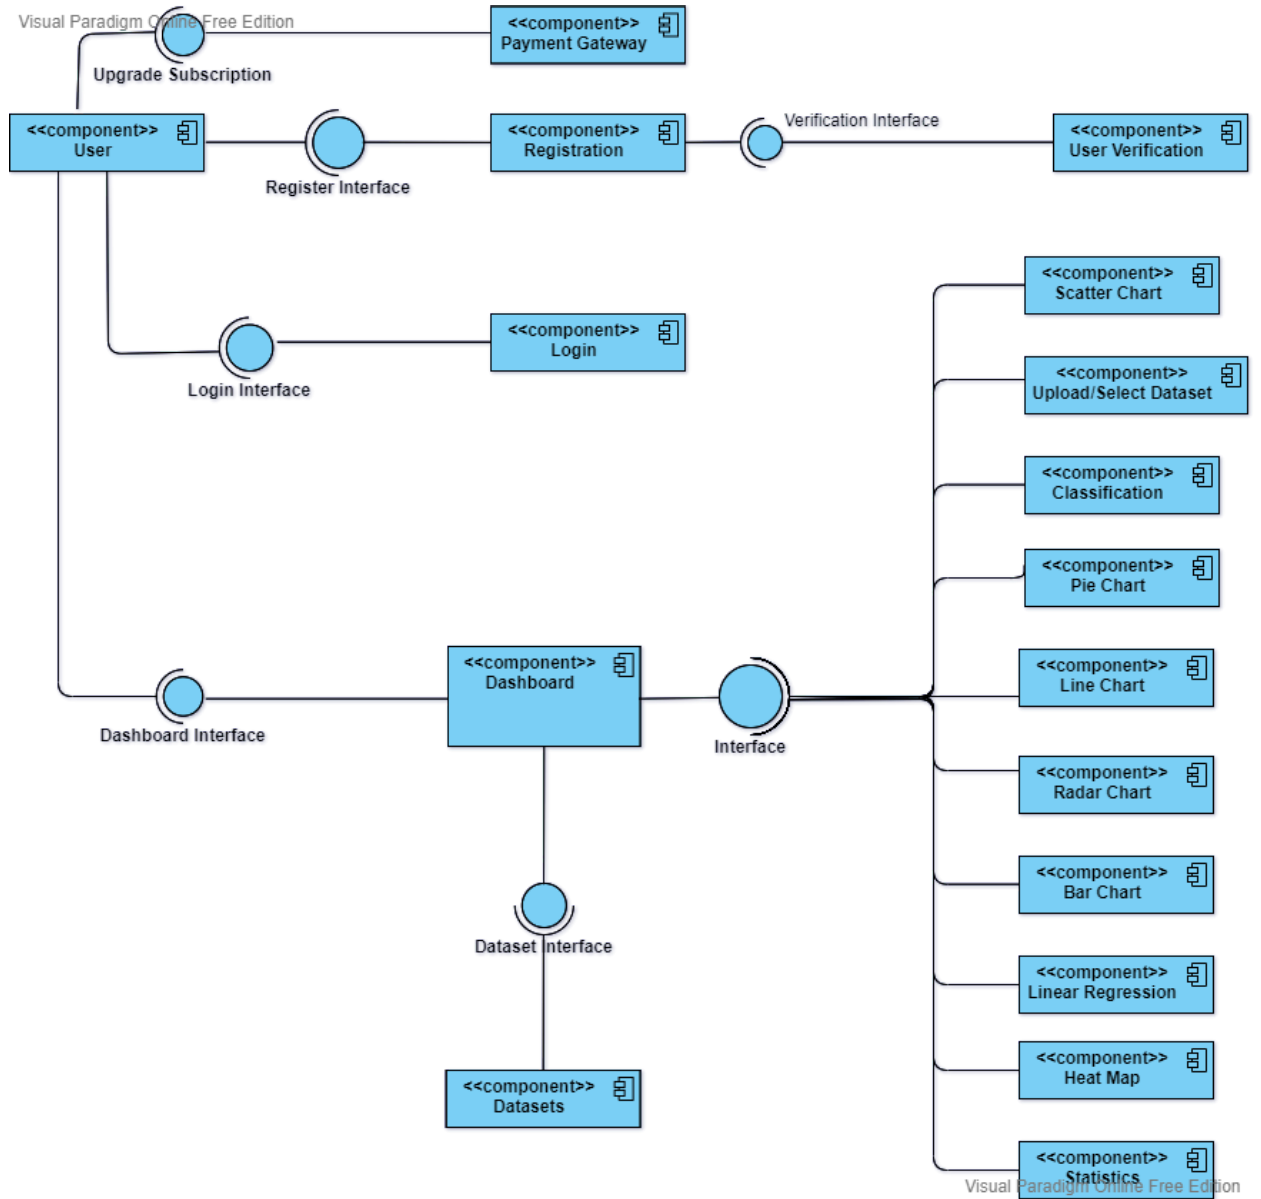 Visual Paradigm Online Free Edition
<<component>>
Payment Gateway
Upgrade Subscription
<<component>>
User
Register Interface
<<component>>
Registration
Verification Interface
<<component>>
User Verification
<<component>>
Scatter Chart
<<component>>
Login
Login Interface
<<component>>
Upload/Select Dataset
<<component>>
Classification
<<component>>
Pie Chart
<<component>>
Line Chart
<<component>>
Dashboard
Dashboard Interface
Interface
<<component>>
Radar Chart
<<component>>
Bar Chart
Dataset Interface
<<component>>
Linear Regression
<<component>>
Heat Map
<<component>>
Datasets
<<component>>
Statistics
Visual Paradigm Online Free Edition